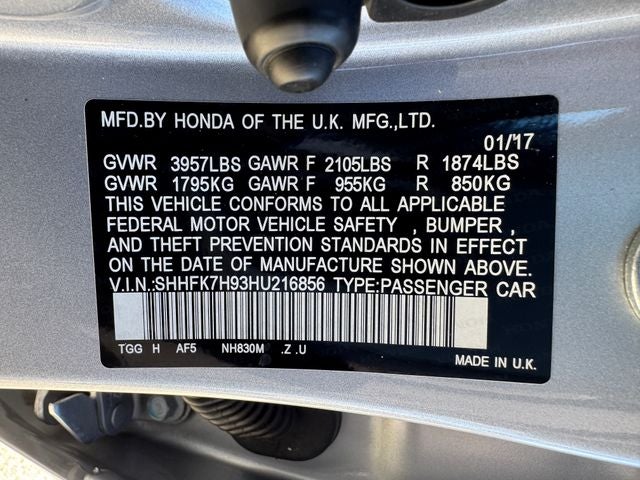 MFD.BY HONDA OF THE U.K. MFG.,LTD.
01/'17
GVWR 3957LBS GAWR F 2105LBS R 1874LBS
GVWR 1795KG GAWR F 955KG R 850KG
THIS VEHICLE CONFORMS TO ALL APPLICABLE
FEDERAL MOTOR VEHICLE SAFETY , BUMPER ,
AND THEFT PREVENTION STANDARDS IN EFFECT
ON THE DATE OF MANUFACTURE SHOWN ABOVE.
V.I.N.:SHHFK7H93HU216856 TYPE:PASSENGER CAR
TGG H AF5 NH830M .Z .U
MADE IN U.K.